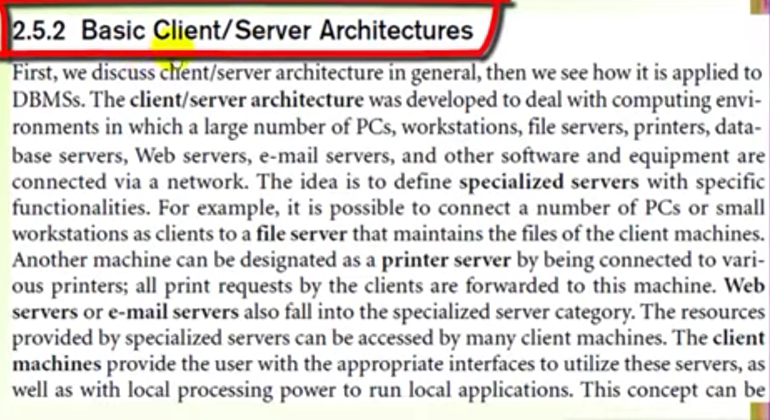 2.5.2 Basic Client/Server Architectures
First, we discuss client/server architecture in general, then we see how it is applied to
DBMSs. The client/server architecture was developed to deal with computing envi-
ronments in which a large number of PCs, workstations, file servers, printers, data-
base servers, Web servers, e-mail servers, and other software and equipment are
connected via a network. The idea is to define specialized servers with specific
functionalities. For example, it is possible to connect a number of PCs or small
workstations as clients to a file server that maintains the files of the client machines.
Another machine can be designated as a printer server by being connected to vari-
ous printers; all print requests by the clients are forwarded to this machine. Web
servers or e-mail servers also fall into the specialized server category. The resources
provided by specialized servers can be accessed by many client machines. The client
machines provide the user with the appropriate interfaces to utilize these servers, as
well as with local processing power to run local applications. This concept can be